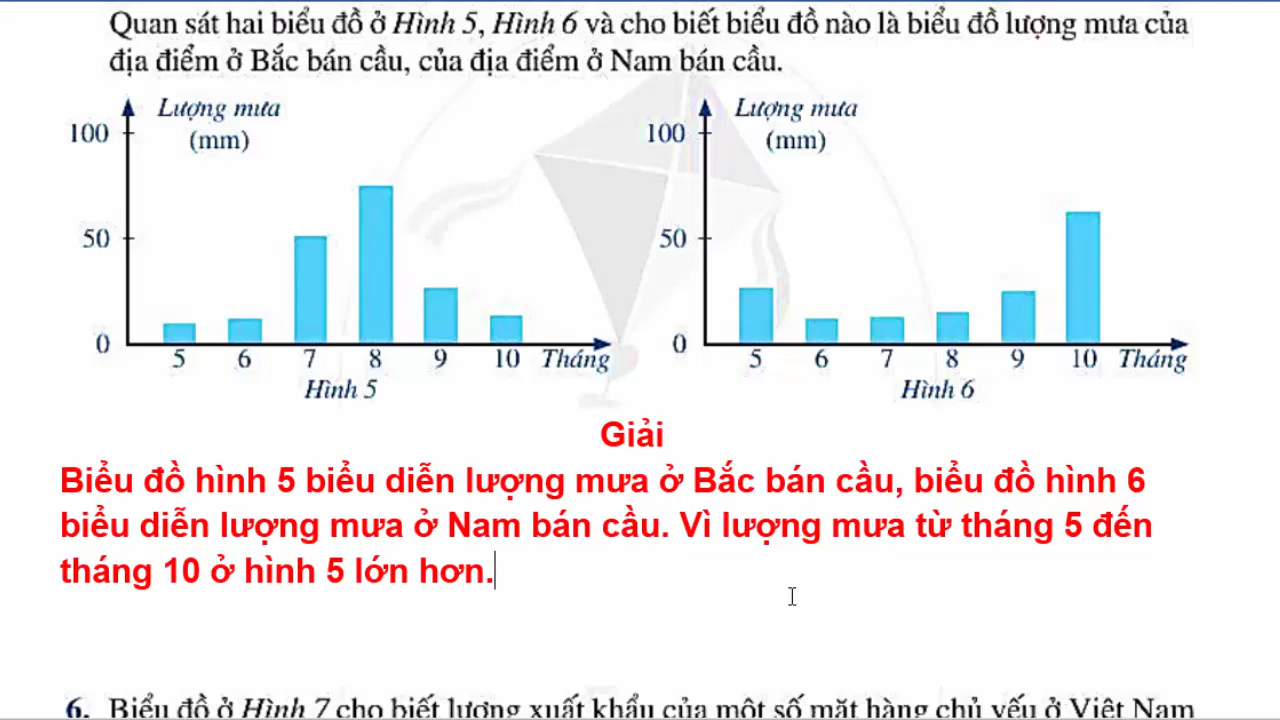 Quan sát hai biểu đồ ở Hình 5, Hình 6 và cho biết biểu đồ nào là biểu đồ lượng mưa của
địa điểm ở Bắc bán cầu, của địa điểm ở Nam bán cầu.
Lượng mưa
(mm)
100
50
0
5 6 7 8 9 10 Tháng
Hình 5
Lượng mưa
(mm)
100
50
0
5 6 7 8 9 10 Tháng
Hình 6
Giải
Biểu đồ hình 5 biểu diễn lượng mưa ở Bắc bán cầu, biểu đồ hình 6
biểu diễn lượng mưa ở Nam bán cầu. Vì lượng mưa từ tháng 5 đến
tháng 10 ở hình 5 lớn hơn.
6. Biểu đồ ở Hình 7 cho biết lượng xuất khẩu của một số mặt hàng chủ yếu ở Việt Nam